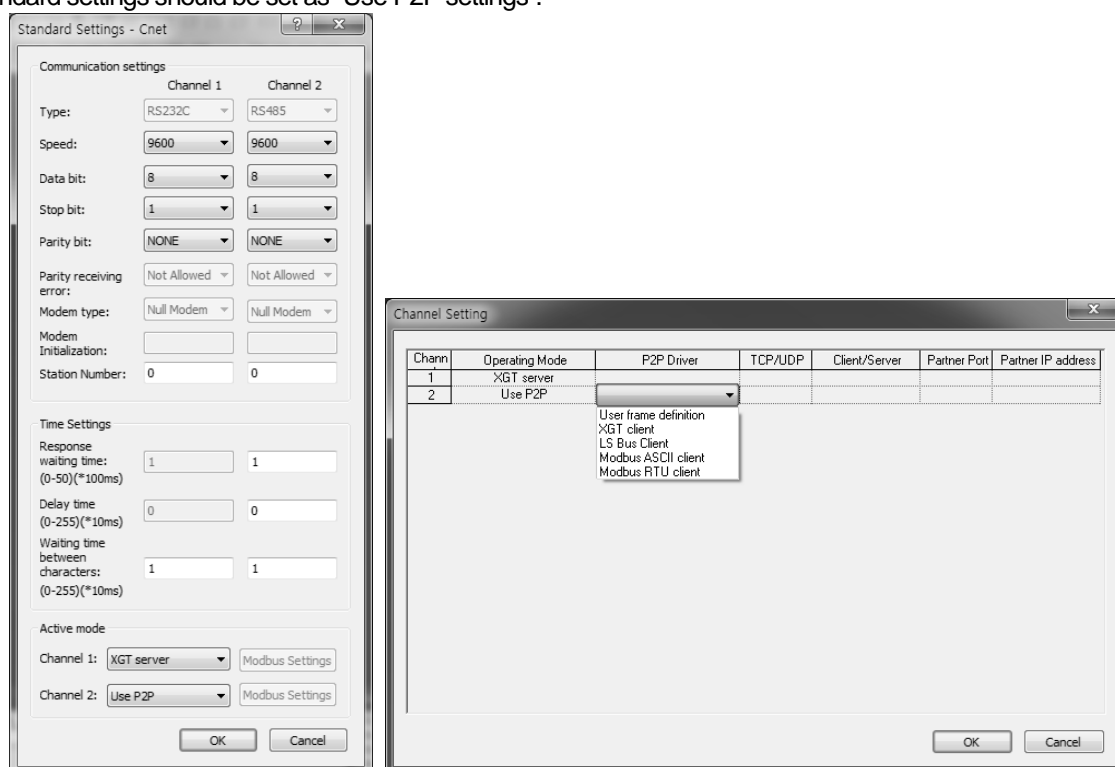 ndard settings should be set as "Use P2P settings".
Standard Settings - Cnet
Communication settings
Channel 1 Channel 2
Type: RS232C RS485
Speed: 9600 9600
Data bit: 8 8
Stop bit: 1 1
Parity bit: NONE NONE
Parity receiving
error: Not Allowed Not Allowed
Modem type: Null Modem Null Modem
Modem
Initialization:
Station Number: 0 0
Time Settings
Response
waiting time: 1 1
(0-50)(*100ms)
Delay time 0 0
(0-255)(*10ms)
Waiting time
between
characters: 1 1
(0-255)(*10ms)
Active mode
Channel 1: XGT server Modbus Settings
Channel 2: Use P2P Modbus Settings
OK Cancel
Channel Setting
Chann Operating Mode P2P Driver TCP/UDP Client/Server Partner Port Partner IP address
1 XGT server
2 Use P2P
User frame definition
XGT client
LS Bus Client
Modbus ASCII client
Modbus RTU client
OK Cancel